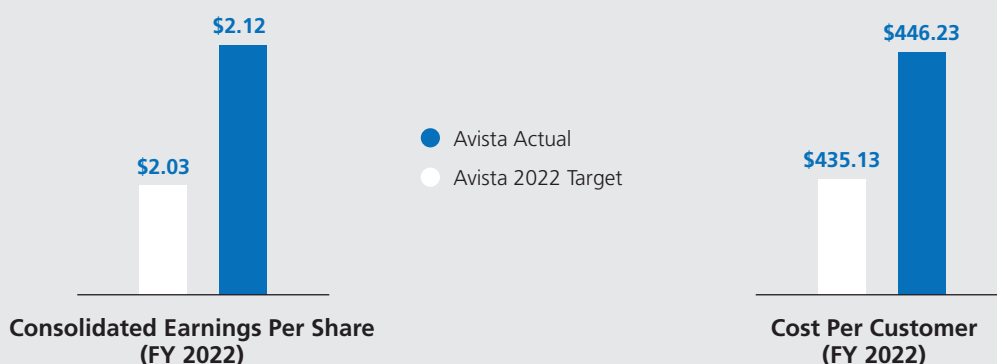 $2.12
$2.03
Consolidated Earnings Per Share
(FY 2022)
Avista Actual
Avista 2022 Target
$446.23
$435.13
Cost Per Customer
(FY 2022)